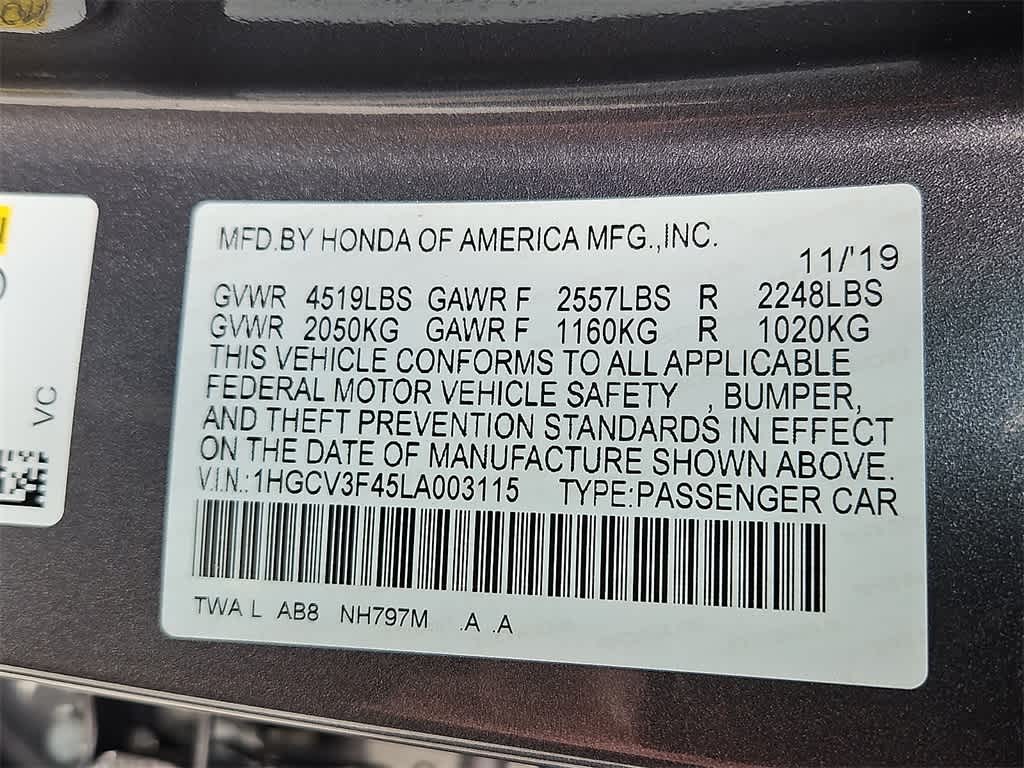 MFD.BY HONDA OF AMERICA MFG.,INC.
11/'19
GVWR 4519LBS GAWR F 2557LBS R 2248LBS
GVWR 2050KG GAWR F 1160KG R 1020KG
THIS VEHICLE CONFORMS TO ALL APPLICABLE
FEDERAL MOTOR VEHICLE SAFETY , BUMPER,
AND THEFT PREVENTION STANDARDS IN EFFECT
ON THE DATE OF MANUFACTURE SHOWN ABOVE.
V.I.N.:1HGCV3F45LA003115 TYPE:PASSENGER CAR
TWA L AB8 NH797M .A .A
VC